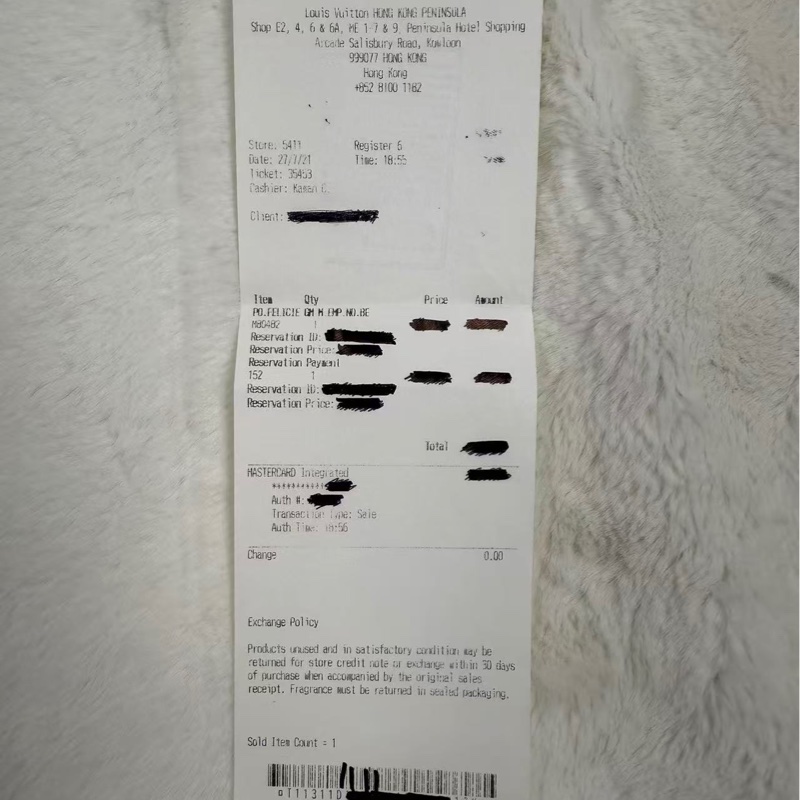 Louis Vuitton HONG KONG PENINSULA
Shop E2, 4, 6 & 6A, ME 1-7 & 9, Peninsula Hotel Shopping
Arcade Salisbury Road, Kowloon
999077 HONG KONG
Hong Kong
+852 8100 1182
Store: 5411 Register 6
Date: 27/7/21 Time: 18:55
Ticket: 35453
Cashier: Kaman C.
Client:
Item Qty Price Amount
PO.FELICIE GM M.EMP.NO.BE
M80482 1
Reservation ID:
Reservation Price:
Reservation Payment
152 1
Reservation ID:
Reservation Price:
Total
MASTERCARD Integrated
Auth #:
Transaction Type: Sale
Auth Time: 18:56
Change 0.00
Exchange Policy
Products unused and in satisfactory condition may be
returned for store credit note or exchange within 30 days
of purchase when accompanied by the original sales
receipt. Fragrance must be returned in sealed packaging.
Sold Item Count = 1